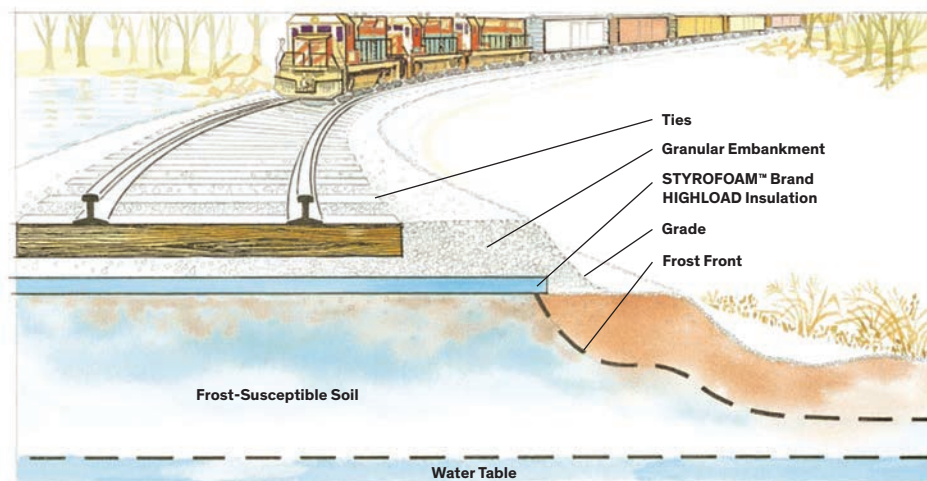 Ties
Granular Embankment
STYROFOAM™ Brand
HIGHLOAD Insulation
Grade
Frost Front
Frost-Susceptible Soil
Water Table